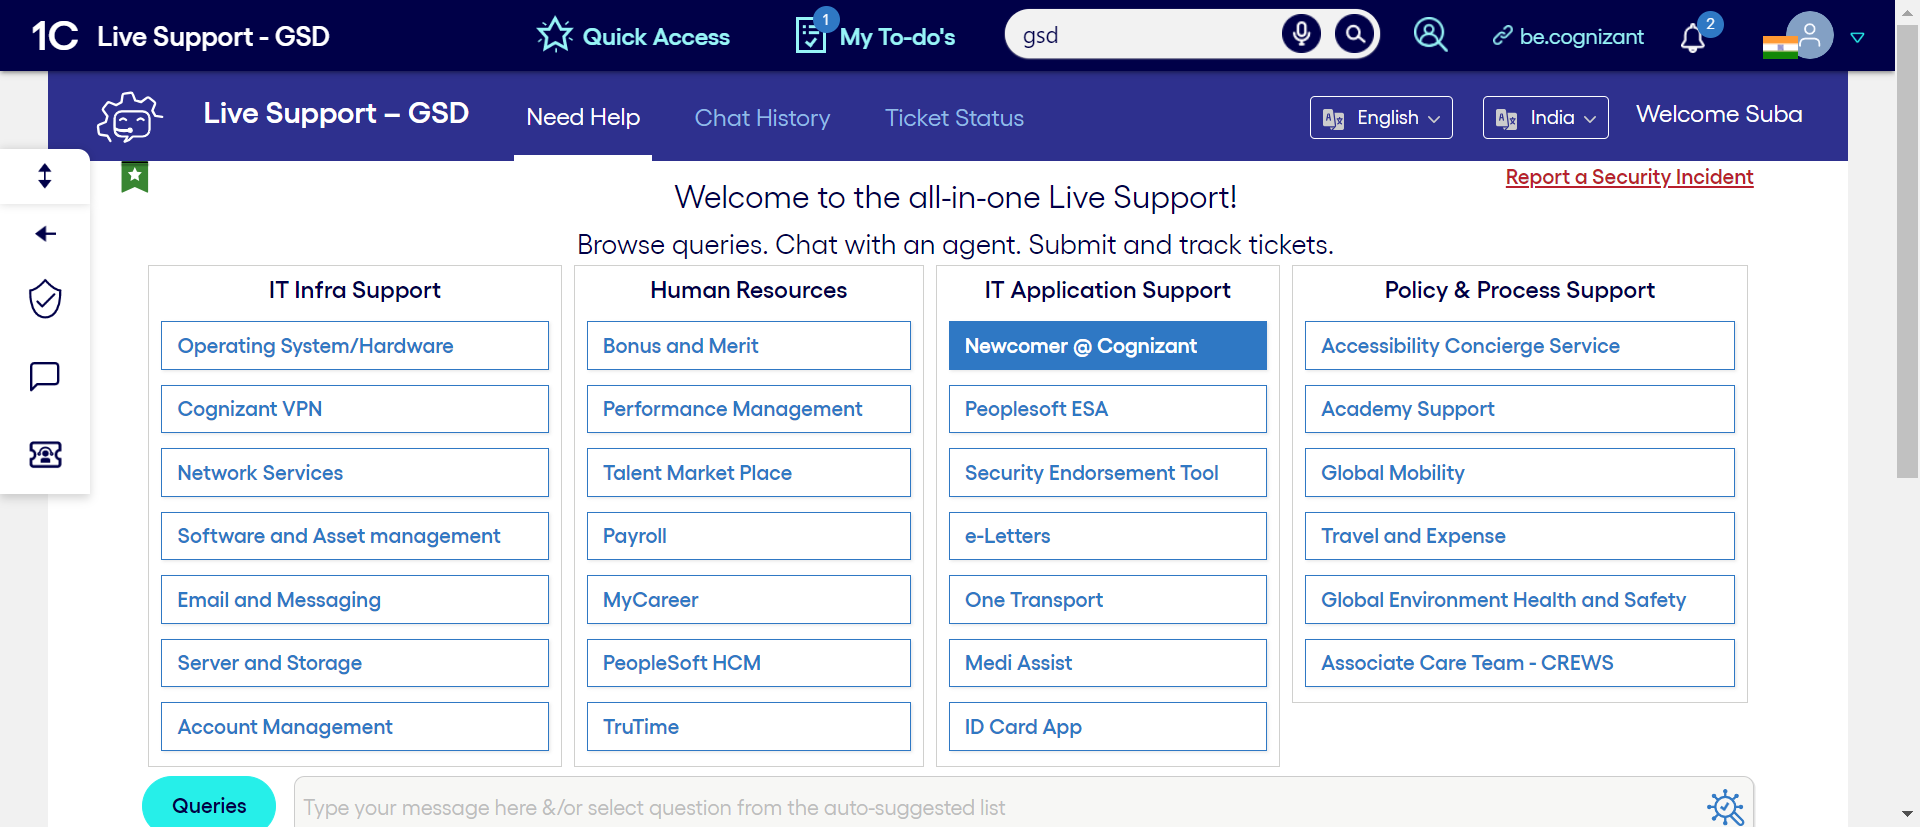 1C Live Support - GSD
Quick Access
1
My To-do's
gsd
be.cognizant
2
Live Support – GSD
Need Help
Chat History
Ticket Status
English
India
Welcome Suba
Report a Security Incident
Welcome to the all-in-one Live Support!
Browse queries. Chat with an agent. Submit and track tickets.
IT Infra Support
Operating System/Hardware
Cognizant VPN
Network Services
Software and Asset management
Email and Messaging
Server and Storage
Account Management
Human Resources
Bonus and Merit
Performance Management
Talent Market Place
Payroll
MyCareer
PeopleSoft HCM
TruTime
IT Application Support
Newcomer @ Cognizant
Peoplesoft ESA
Security Endorsement Tool
e-Letters
One Transport
Medi Assist
ID Card App
Policy & Process Support
Accessibility Concierge Service
Academy Support
Global Mobility
Travel and Expense
Global Environment Health and Safety
Associate Care Team - CREWS
Queries
Type your message here &/or select question from the auto-suggested list